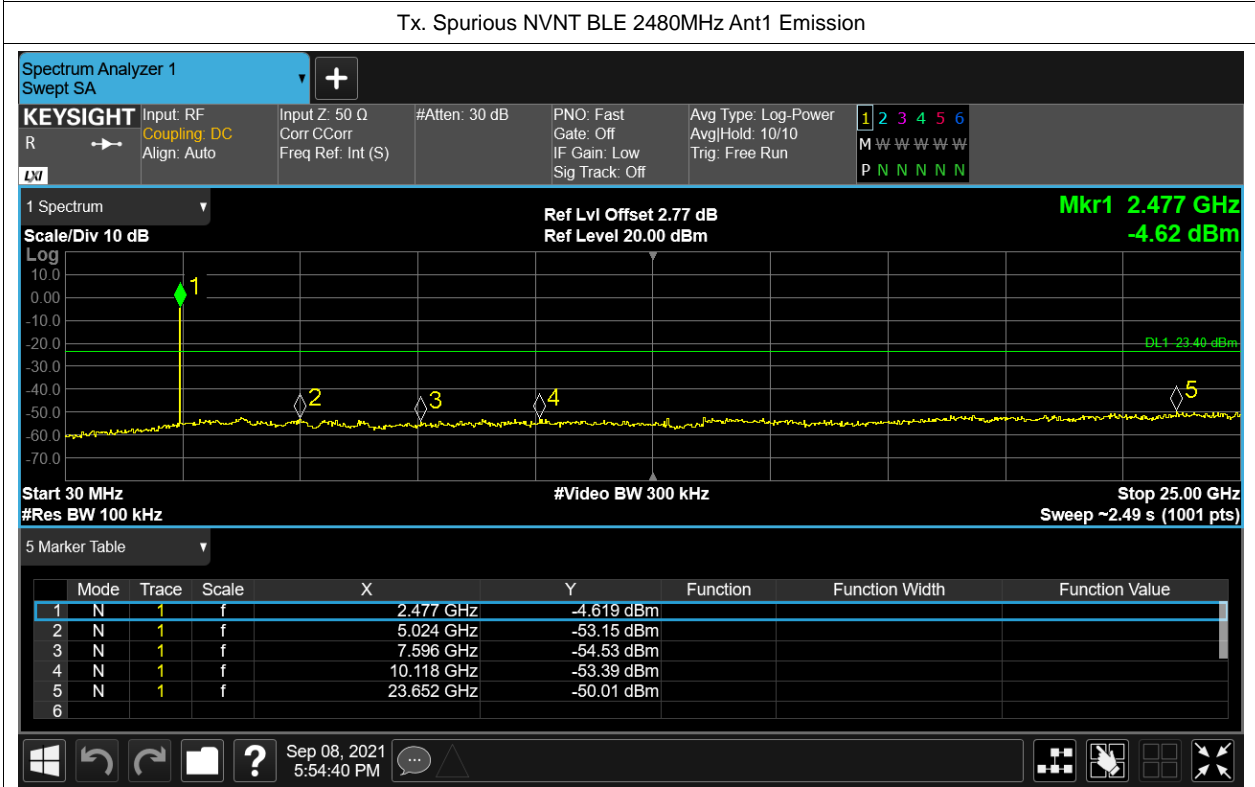 Tx. Spurious NVNT BLE 2480MHz Ant1 Emission
Spectrum Analyzer 1
Swept SA
KEYSIGHT
R
LXI
Input: RF
Coupling: DC
Align: Auto
Input Z: 50 Ω
Corr CCorr
Freq Ref: Int (S)
#Atten: 30 dB
PNO: Fast
Gate: Off
IF Gain: Low
Sig Track: Off
Avg Type: Log-Power
Avg|Hold: 10/10
Trig: Free Run
1 2 3 4 5 6
M W W W W W
P N N N N N
1 Spectrum
Scale/Div 10 dB
Ref Lvl Offset 2.77 dB
Ref Level 20.00 dBm
Mkr1 2.477 GHz
-4.62 dBm
Log
10.0
0.00
-10.0
-20.0
-30.0
-40.0
-50.0
-60.0
-70.0
1
2
3
4
5
DL1 -23.40 dBm
Start 30 MHz
#Res BW 100 kHz
#Video BW 300 kHz
Stop 25.00 GHz
Sweep ~2.49 s (1001 pts)
5 Marker Table
Mode Trace Scale X Y Function Function Width Function Value
1 N 1 f 2.477 GHz -4.619 dBm
2 N 1 f 5.024 GHz -53.15 dBm
3 N 1 f 7.596 GHz -54.53 dBm
4 N 1 f 10.118 GHz -53.39 dBm
5 N 1 f 23.652 GHz -50.01 dBm
6
?
Sep 08, 2021
5:54:40 PM